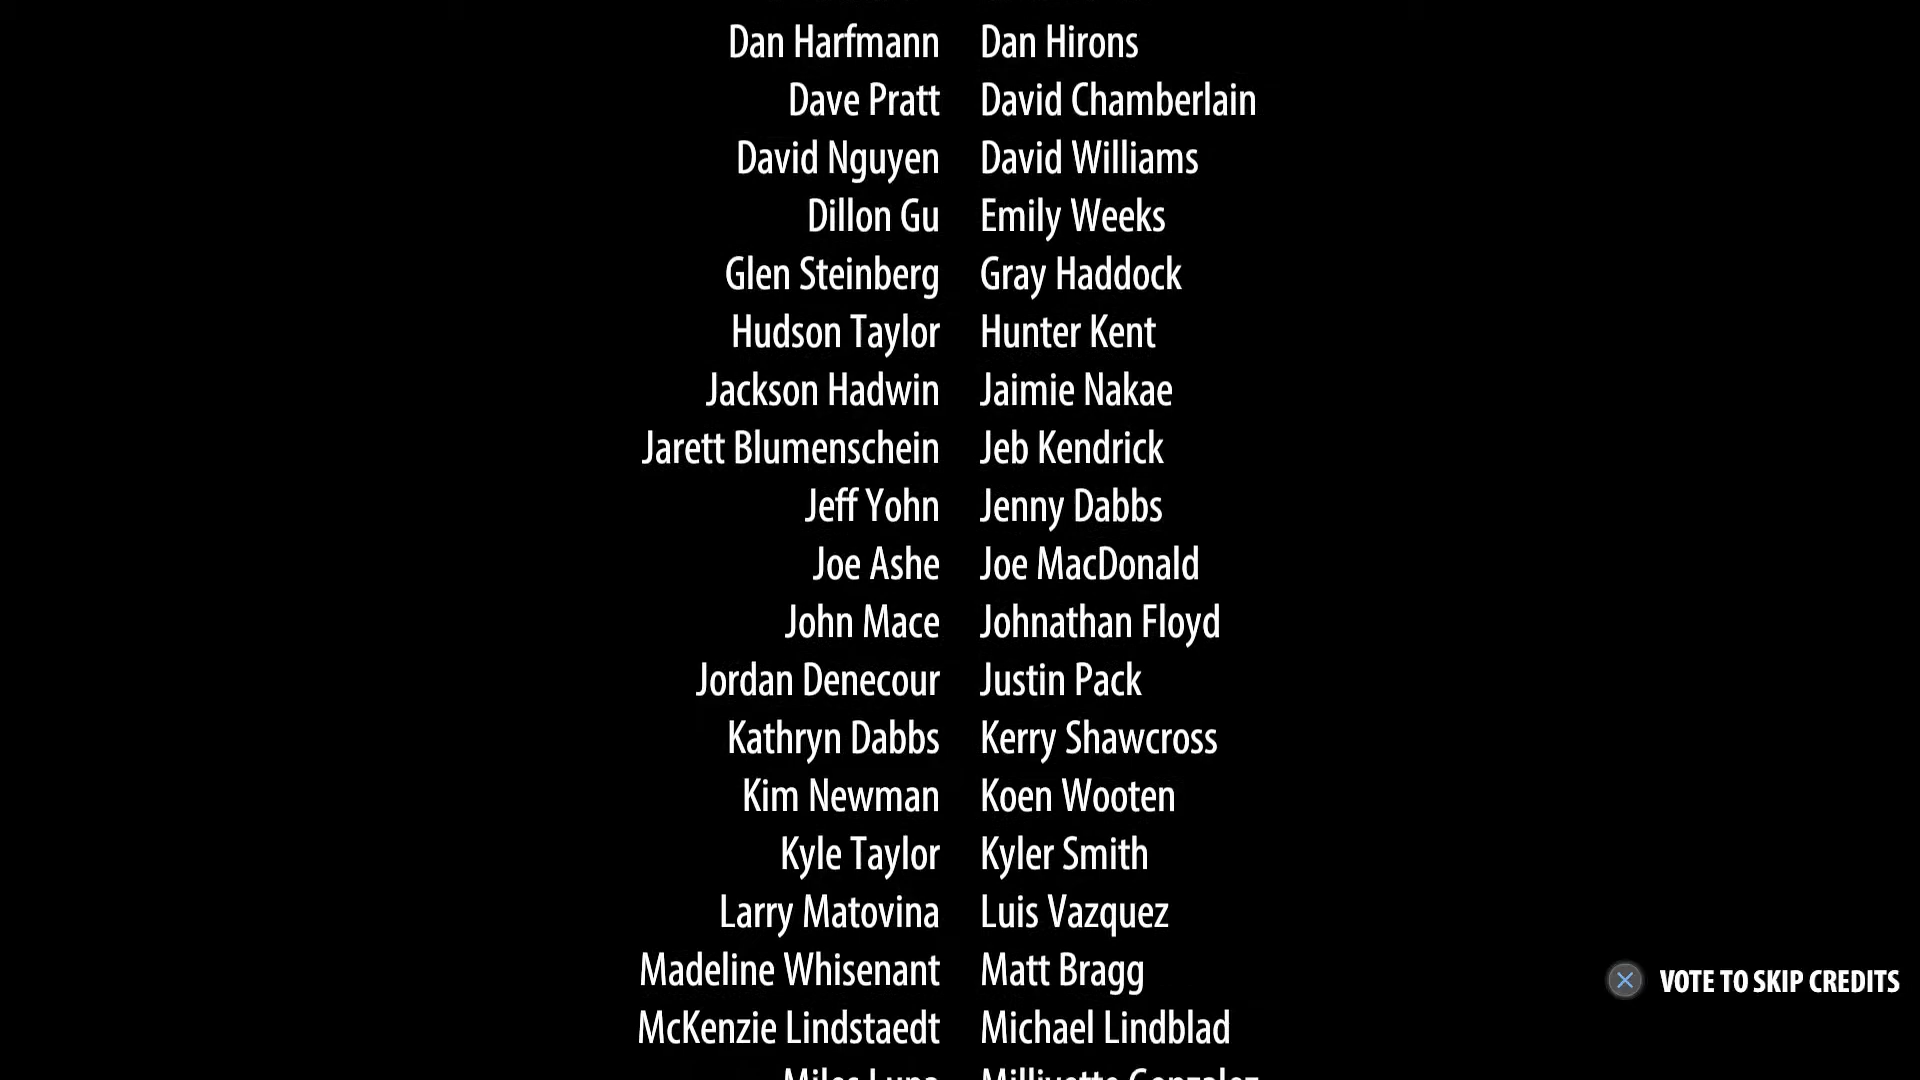 Dan Harfmann Dan Hirons
Dave Pratt David Chamberlain
David Nguyen David Williams
Dillon Gu Emily Weeks
Glen Steinberg Gray Haddock
Hudson Taylor Hunter Kent
Jackson Hadwin Jaimie Nakae
Jarett Blumenschein Jeb Kendrick
Jeff Yohn Jenny Dabbs
Joe Ashe Joe MacDonald
John Mace Johnathan Floyd
Jordan Denecour Justin Pack
Kathryn Dabbs Kerry Shawcross
Kim Newman Koen Wooten
Kyle Taylor Kyler Smith
Larry Matovina Luis Vazquez
Madeline Whisenant Matt Bragg
VOTE TO SKIP CREDITS
McKenzie Lindstaedt Michael Lindblad
Miles Luna